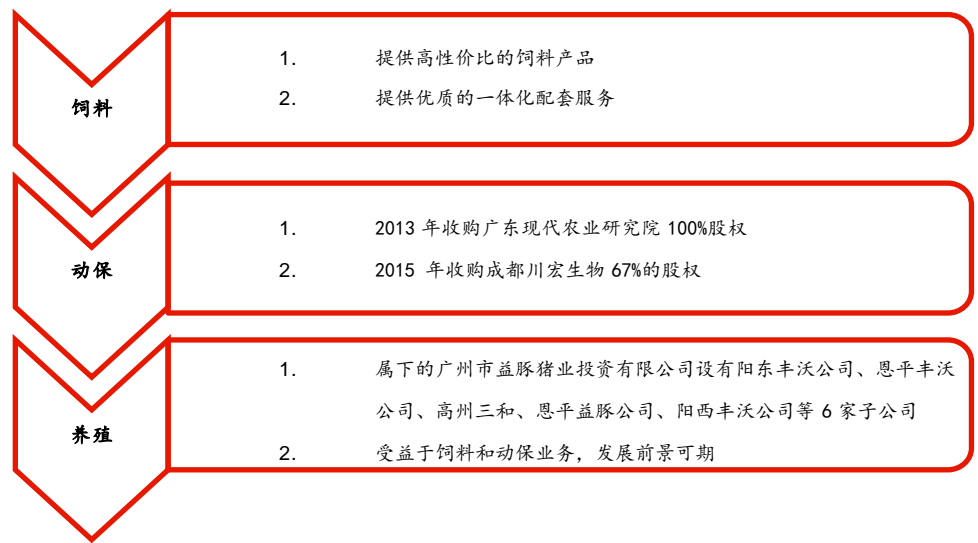 饲料
1. 提供高性价比的饲料产品
2. 提供优质的一体化配套服务
动保
1. 2013 年收购广东现代农业研究院 100%股权
2. 2015 年收购成都川宏生物 67%的股权
养殖
1. 属下的广州市益豚猪业投资有限公司设有阳东丰沃公司、恩平丰沃
公司、高州三和、恩平益豚公司、阳西丰沃公司等 6 家子公司
2. 受益于饲料和动保业务，发展前景可期